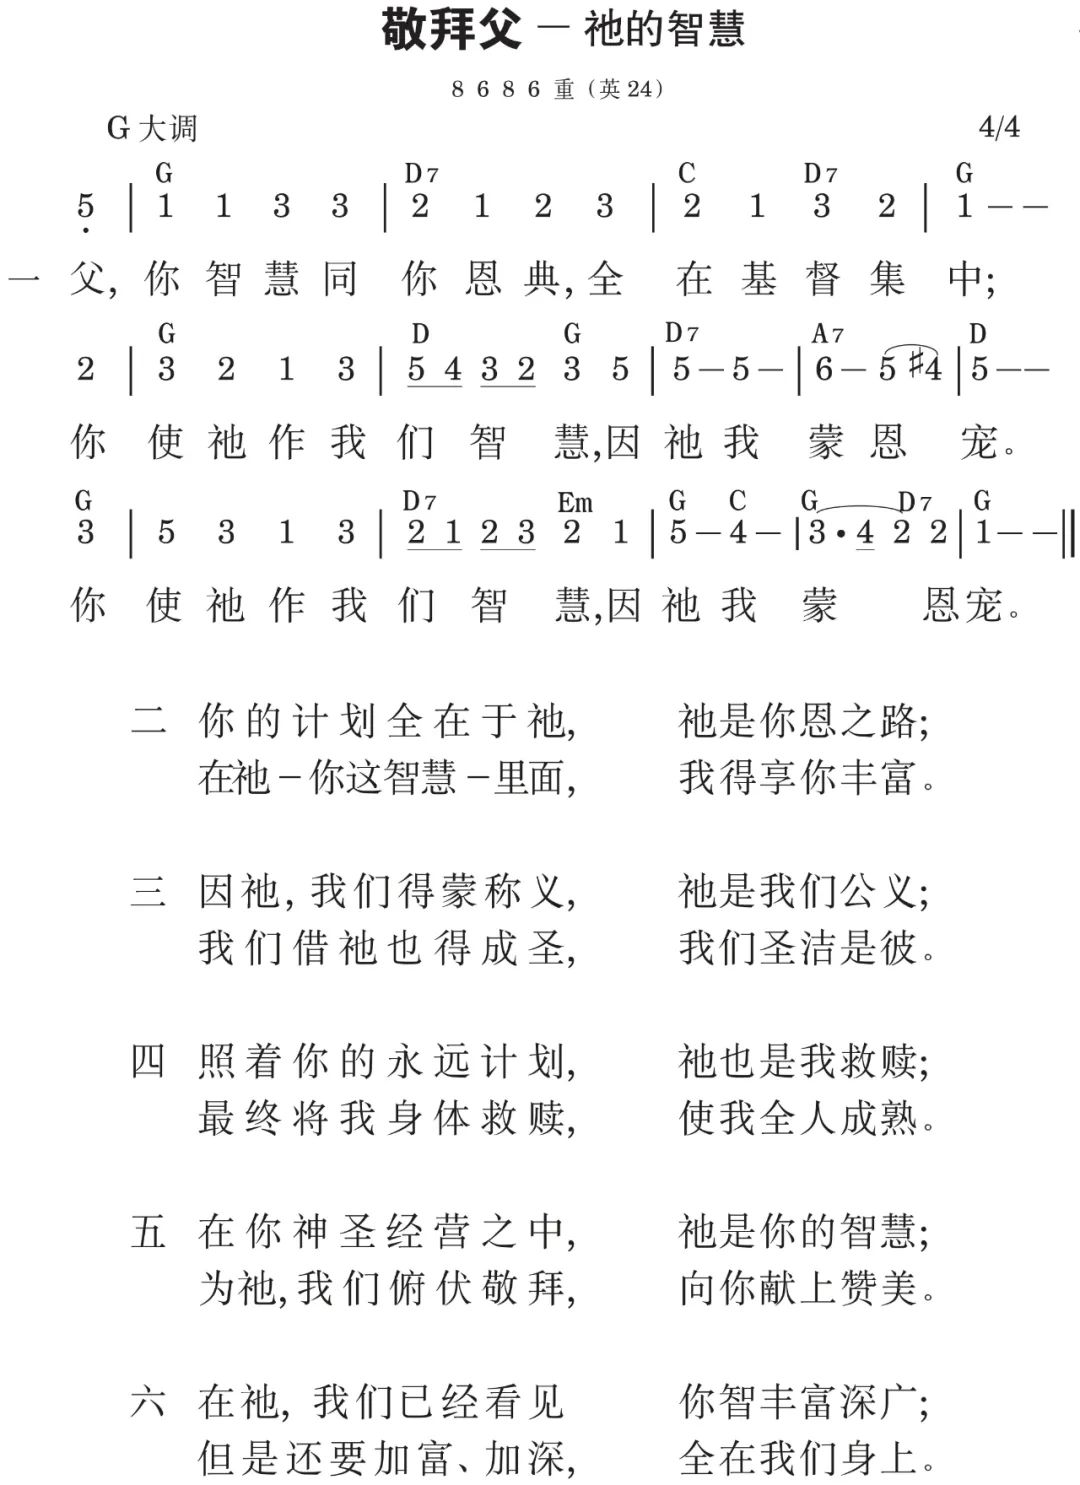 敬拜父－祂的智慧
8 6 8 6 重（英24）
G 大调 4/4
G D7 C D7 G
5̣ | 1 1 3 3 | 2 1 2 3 | 2 1 3 2 | 1 — —
一 父, 你智慧同 你恩典, 全 在基督集中;
G D G D7 A7 D
2 | 3 2 1 3 | 5 4 3 2 3 5 | 5 — 5 — | 6 — 5 ♯4 | 5 — —
你 使祂作我们智 慧,因祂我 蒙恩 宠。
G D7 Em G C G D7 G
3 | 5 3 1 3 | 2 1 2 3 2 1 | 5 — 4 — | 3 • 4 2 2 | 1 — — ‖
你 使祂作我们智 慧,因祂我 蒙 恩宠。
二 你的计划全在于祂, 祂是你恩之路;
在祂－你这智慧－里面, 我得享你丰富。
三 因祂, 我们得蒙称义, 祂是我们公义;
我们借祂也得成圣, 我们圣洁是彼。
四 照着你的永远计划, 祂也是我救赎;
最终将我身体救赎, 使我全人成熟。
五 在你神圣经营之中, 祂是你的智慧;
为祂, 我们俯伏敬拜, 向你献上赞美。
六 在祂, 我们已经看见 你智丰富深广;
但是还要加富、加深, 全在我们身上。